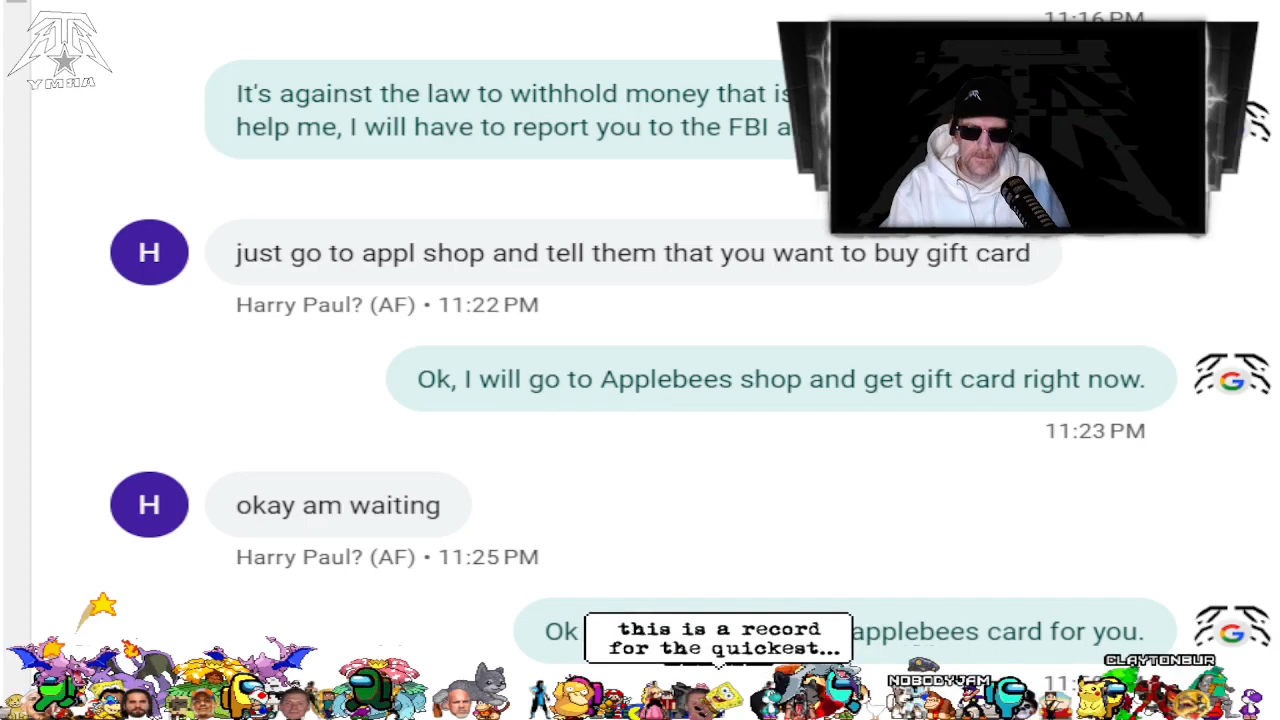 11:16 PM
YMHA
It's against the law to withhold money that is
help me, I will have to report you to the FBI a
H
just go to appl shop and tell them that you want to buy gift card
Harry Paul? (AF) • 11:22 PM
Ok, I will go to Applebees shop and get gift card right now.
11:23 PM
H
okay am waiting
Harry Paul? (AF) • 11:25 PM
Ok
applebees card for you.
this is a record
for the quickest...
CLAYTONBUR
NOBODYJAM